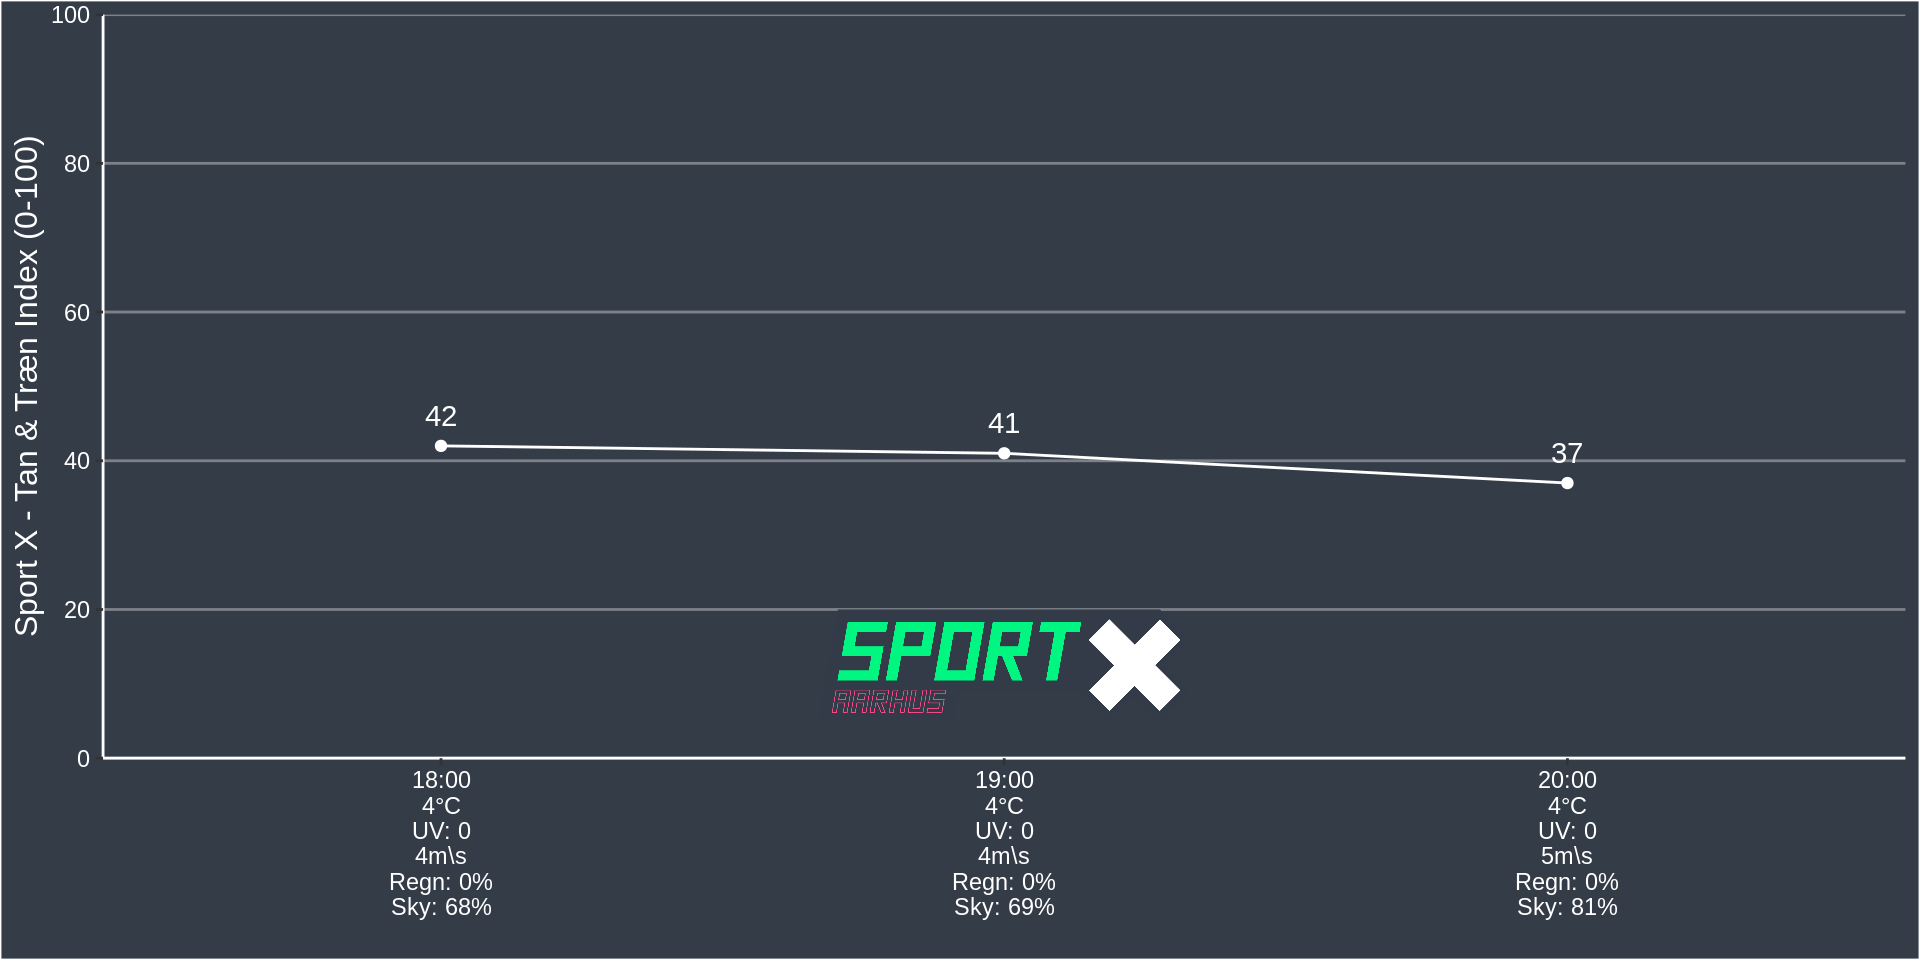 Sport X - Tan & Træn Index (0-100)
100
80
60
40
20
0
42
41
37
SPORT X
AARHUS
18:00
4°C
UV: 0
4m\s
Regn: 0%
Sky: 68%
19:00
4°C
UV: 0
4m\s
Regn: 0%
Sky: 69%
20:00
4°C
UV: 0
5m\s
Regn: 0%
Sky: 81%